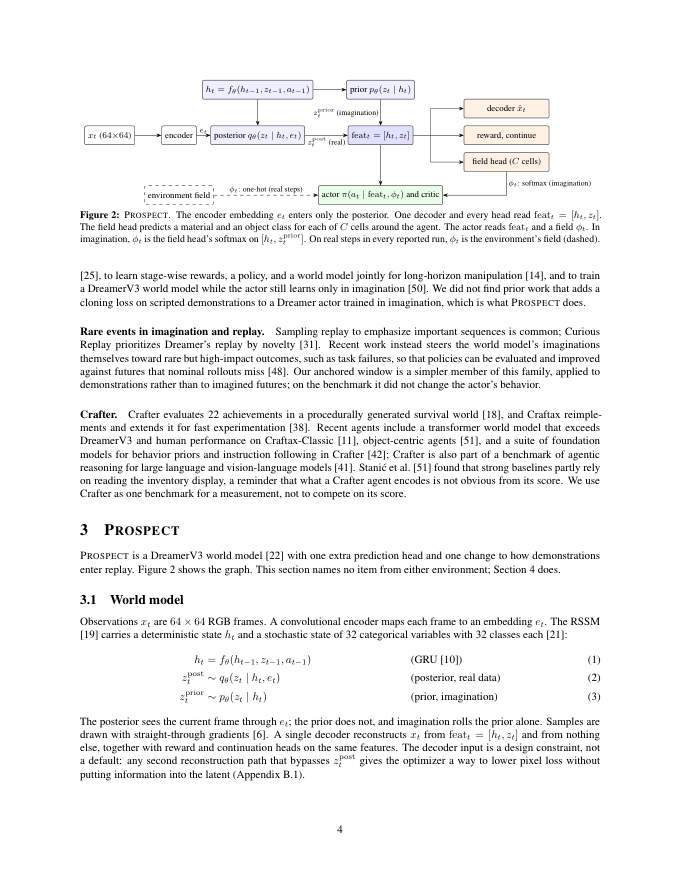 h_t = f_θ(h_{t−1}, z_{t−1}, a_{t−1})
prior p_θ(z_t | h_t)
z_t^prior (imagination)
decoder x̂_t
x_t (64×64)
encoder
e_t
posterior q_θ(z_t | h_t, e_t)
z_t^post (real)
feat_t = [h_t, z_t]
reward, continue
field head (C cells)
ϕ_t: softmax (imagination)
environment field
ϕ_t: one-hot (real steps)
actor π(a_t | feat_t, ϕ_t) and critic
Figure 2: PROSPECT. The encoder embedding e_t enters only the posterior. One decoder and every head read feat_t = [h_t, z_t].
The field head predicts a material and an object class for each of C cells around the agent. The actor reads feat_t and a field ϕ_t. In
imagination, ϕ_t is the field head's softmax on [h_t, z_t^prior]. On real steps in every reported run, ϕ_t is the environment's field (dashed).
[25], to learn stage-wise rewards, a policy, and a world model jointly for long-horizon manipulation [14], and to train
a DreamerV3 world model while the actor still learns only in imagination [50]. We did not find prior work that adds a
cloning loss on scripted demonstrations to a Dreamer actor trained in imagination, which is what PROSPECT does.
Rare events in imagination and replay. Sampling replay to emphasize important sequences is common; Curious
Replay prioritizes Dreamer's replay by novelty [31]. Recent work instead steers the world model's imaginations
themselves toward rare but high-impact outcomes, such as task failures, so that policies can be evaluated and improved
against futures that nominal rollouts miss [48]. Our anchored window is a simpler member of this family, applied to
demonstrations rather than to imagined futures; on the benchmark it did not change the actor's behavior.
Crafter. Crafter evaluates 22 achievements in a procedurally generated survival world [18], and Craftax reimple-
ments and extends it for fast experimentation [38]. Recent agents include a transformer world model that exceeds
DreamerV3 and human performance on Craftax-Classic [11], object-centric agents [51], and a suite of foundation
models for behavior priors and instruction following in Crafter [42]; Crafter is also part of a benchmark of agentic
reasoning for large language and vision-language models [41]. Stanić et al. [51] found that strong baselines partly rely
on reading the inventory display, a reminder that what a Crafter agent encodes is not obvious from its score. We use
Crafter as one benchmark for a measurement, not to compete on its score.
3 PROSPECT
PROSPECT is a DreamerV3 world model [22] with one extra prediction head and one change to how demonstrations
enter replay. Figure 2 shows the graph. This section names no item from either environment; Section 4 does.
3.1 World model
Observations x_t are 64 × 64 RGB frames. A convolutional encoder maps each frame to an embedding e_t. The RSSM
[19] carries a deterministic state h_t and a stochastic state of 32 categorical variables with 32 classes each [21]:
h_t = f_θ(h_{t−1}, z_{t−1}, a_{t−1}) (GRU [10]) (1)
z_t^post ∼ q_θ(z_t | h_t, e_t) (posterior, real data) (2)
z_t^prior ∼ p_θ(z_t | h_t) (prior, imagination) (3)
The posterior sees the current frame through e_t; the prior does not, and imagination rolls the prior alone. Samples are
drawn with straight-through gradients [6]. A single decoder reconstructs x_t from feat_t = [h_t, z_t] and from nothing
else, together with reward and continuation heads on the same features. The decoder input is a design constraint, not
a default: any second reconstruction path that bypasses z_t^post gives the optimizer a way to lower pixel loss without
putting information into the latent (Appendix B.1).
4